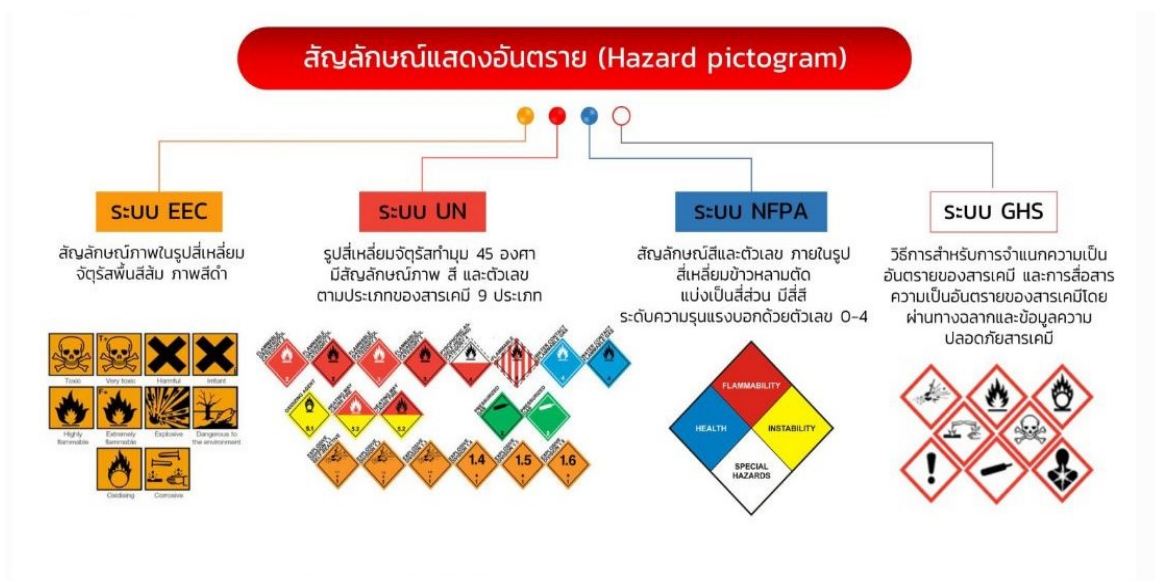 สัญลักษณ์แสดงอันตราย (Hazard pictogram)
ระบบ EEC
สัญลักษณ์ภาพในรูปสี่เหลี่ยม
จัตุรัสพื้นสีส้ม ภาพสีดำ
T+
Toxic
Very toxic
Harmful
Irritant
F+
Highly
flammable
Extremely
flammable
Explosive
Dangerous to
the environment
Oxidising
Corrosive
ระบบ UN
รูปสี่เหลี่ยมจัตุรัสทำมุม 45 องศา
มีสัญลักษณ์ภาพ สี และตัวเลข
ตามประเภทของสารเคมี 9 ประเภท
OXIDIZING AGENT
5.1
5.2
5.2
1.4
1.5
1.6
ระบบ NFPA
สัญลักษณ์สีและตัวเลข ภายในรูป
สี่เหลี่ยมข้าวหลามตัด
แบ่งเป็นสี่ส่วน มีสี่สี
ระดับความรุนแรงบอกด้วยตัวเลข 0-4
FLAMMABILITY
HEALTH
INSTABILITY
SPECIAL
HAZARDS
ระบบ GHS
วิธีการสำหรับการจำแนกความเป็น
อันตรายของสารเคมี และการสื่อสาร
ความเป็นอันตรายของสารเคมีโดย
ผ่านทางฉลากและข้อมูลความ
ปลอดภัยสารเคมี